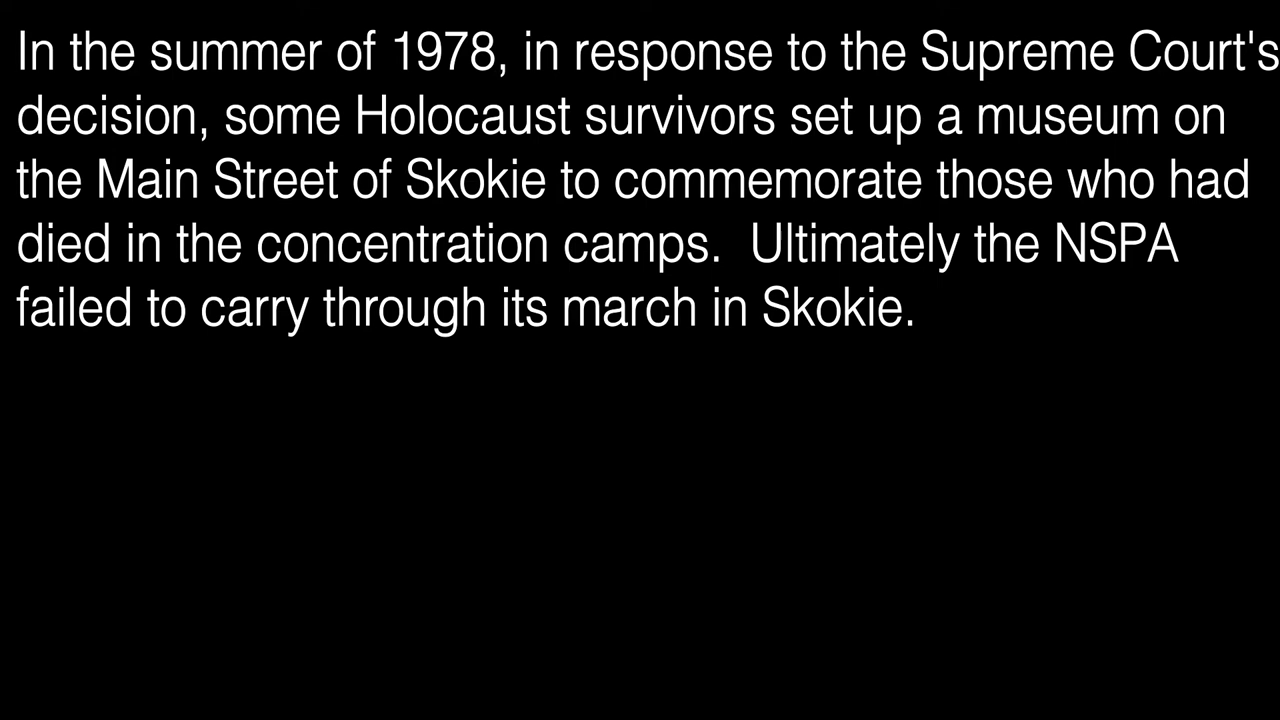 In the summer of 1978, in response to the Supreme Court's
decision, some Holocaust survivors set up a museum on
the Main Street of Skokie to commemorate those who had
died in the concentration camps.  Ultimately the NSPA
failed to carry through its march in Skokie.